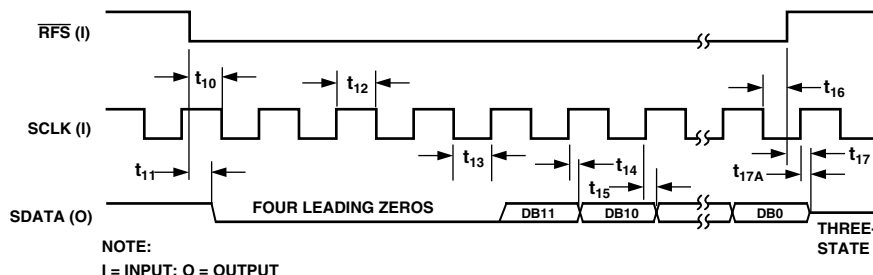 RFS (I)
t10
t12
t16
SCLK (I)
t11
t13
t14
t15
t17
t17A
SDATA (O)
FOUR LEADING ZEROS
DB11
DB10
DB0
THREE-
STATE
NOTE:
I = INPUT; O = OUTPUT